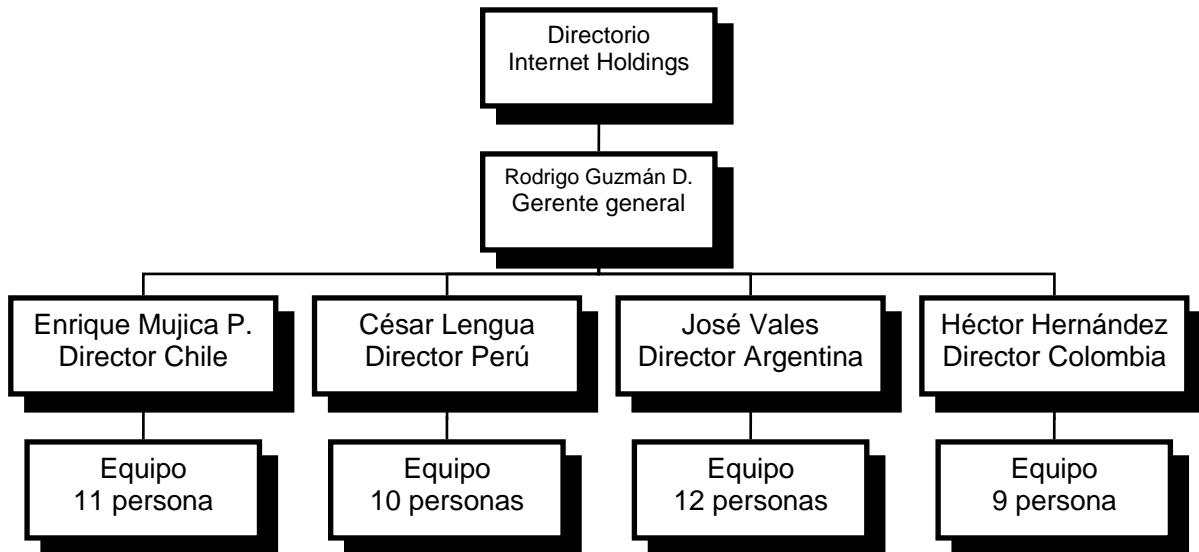 Directorio
Internet Holdings
Rodrigo Guzmán D.
Gerente general
Enrique Mujica P.
Director Chile
César Lengua
Director Perú
José Vales
Director Argentina
Héctor Hernández
Director Colombia
Equipo
11 persona
Equipo
10 personas
Equipo
12 personas
Equipo
9 persona